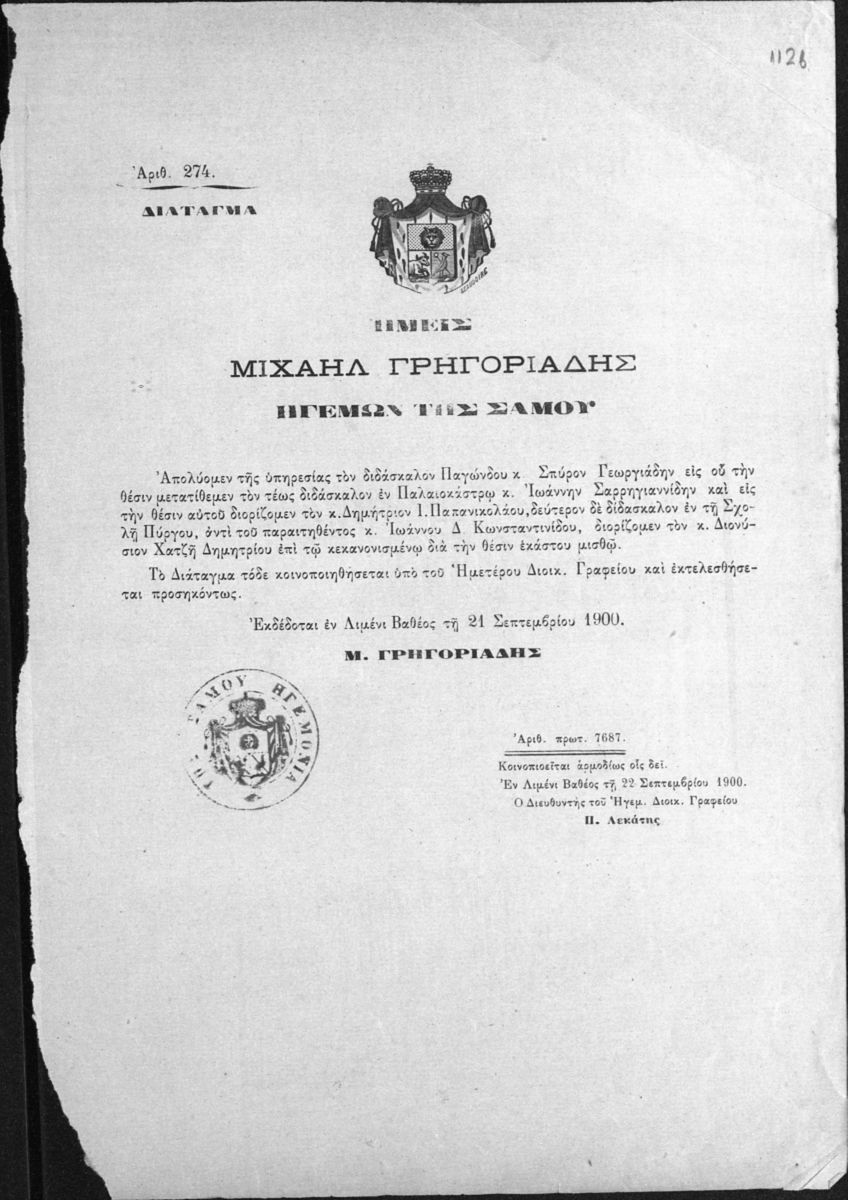 112β
Ἀριθ. 274.
ΔΙΑΤΑΓΜΑ
ΗΜΕΙΣ
ΜΙΧΑΗΛ ΓΡΗΓΟΡΙΑΔΗΣ
ΗΓΕΜΩΝ ΤΗΣ ΣΑΜΟΥ
Ἀπολύομεν τῆς ὑπηρεσίας τὸν διδάσκαλον Παγώνδου κ. Σπύρον Γεωργιάδην εἰς οὗ τὴν
θέσιν μετατίθεμεν τὸν τέως διδάσκαλον ἐν Παλαιοκάστρῳ κ. Ἰωάννην Σαρρηγιαννίδην καὶ εἰς
τὴν θέσιν αὐτοῦ διορίζομεν τὸν κ. Δημήτριον Ι. Παπανικολάου, δεύτερον δὲ διδάσκαλον ἐν τῇ Σχο-
λῇ Πύργου, ἀντὶ τοῦ παραιτηθέντος κ. Ἰωάννου Δ. Κωνσταντινίδου, διορίζομεν τὸν κ. Διονύ-
σιον Χατζῆ Δημητρίου ἐπὶ τῷ κεκανονισμένῳ διὰ τὴν θέσιν ἑκάστου μισθῷ.
Τὸ Διάταγμα τόδε κοινοποιηθήσεται ὑπὸ τοῦ Ἡμετέρου Διοικ. Γραφείου καὶ ἐκτελεσθήσε-
ται προσηκόντως.
Ἐκδέδοται ἐν Λιμένι Βαθέος τῇ 21 Σεπτεμβρίου 1900.
Μ. ΓΡΗΓΟΡΙΑΔΗΣ
ΣΑΜΟΥ ΗΓΕΜΟΝΙΑ
Ἀριθ. πρωτ. 7687.
Κοινοποιεῖται ἁρμοδίως οἷς δεῖ.
Ἐν Λιμένι Βαθέος τῇ 22 Σεπτεμβρίου 1900.
Ο Διευθυντὴς τοῦ Ἡγεμ. Διοικ. Γραφείου
Π. Λεκάτης